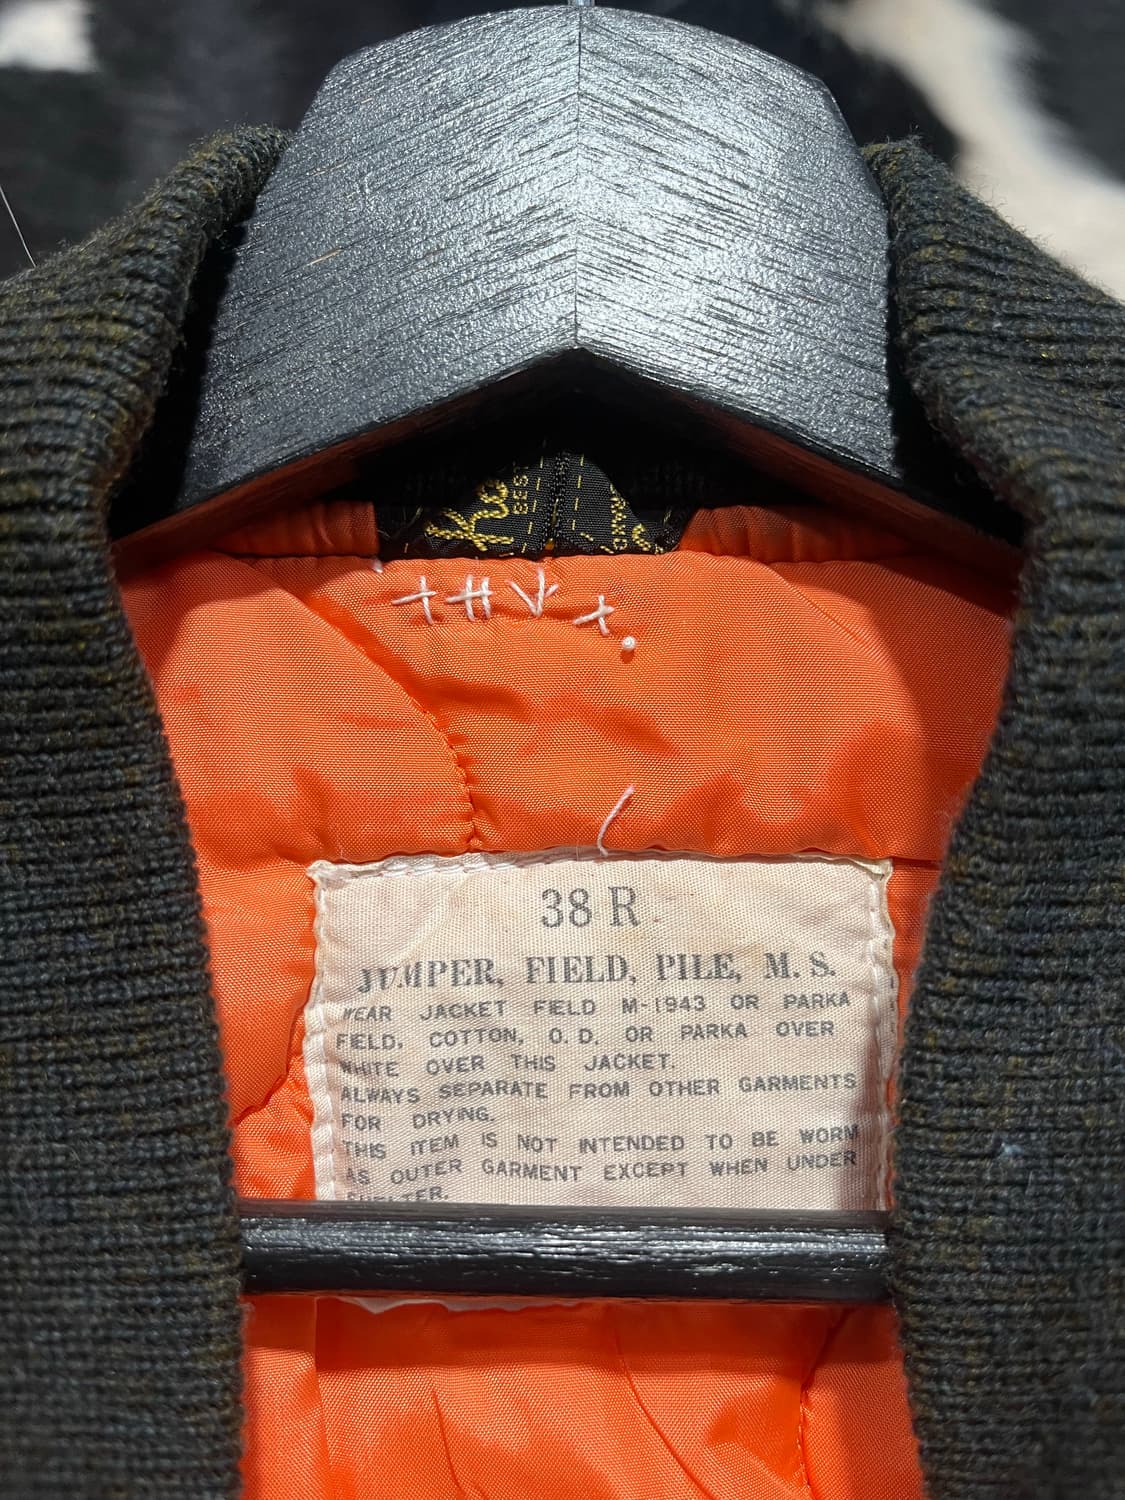 38 R
JUMPER, FIELD, PILE, M. S.
WEAR JACKET FIELD M-1943 OR PARKA
FIELD, COTTON, O.D. OR PARKA OVER
WHITE OVER THIS JACKET.
ALWAYS SEPARATE FROM OTHER GARMENTS
FOR DRYING.
THIS ITEM IS NOT INTENDED TO BE WORM
AS OUTER GARMENT EXCEPT WHEN UNDER
SHELTER.